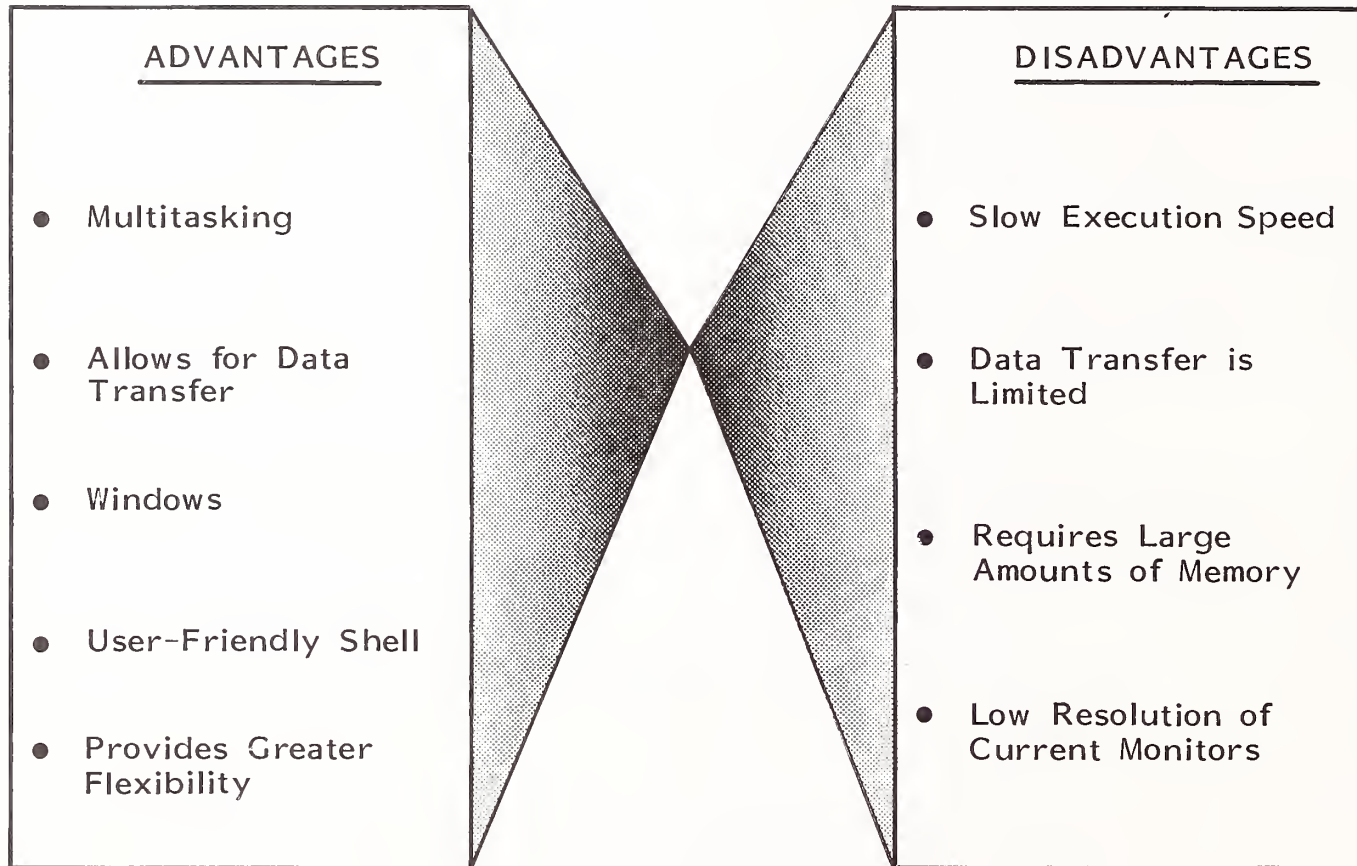 ADVANTAGES
• Multitasking
• Allows for Data
Transfer
• Windows
• User-Friendly Shell
• Provides Greater
Flexibility
DISADVANTAGES
• Slow Execution Speed
• Data Transfer is
Limited
• Requires Large
Amounts of Memory
• Low Resolution of
Current Monitors